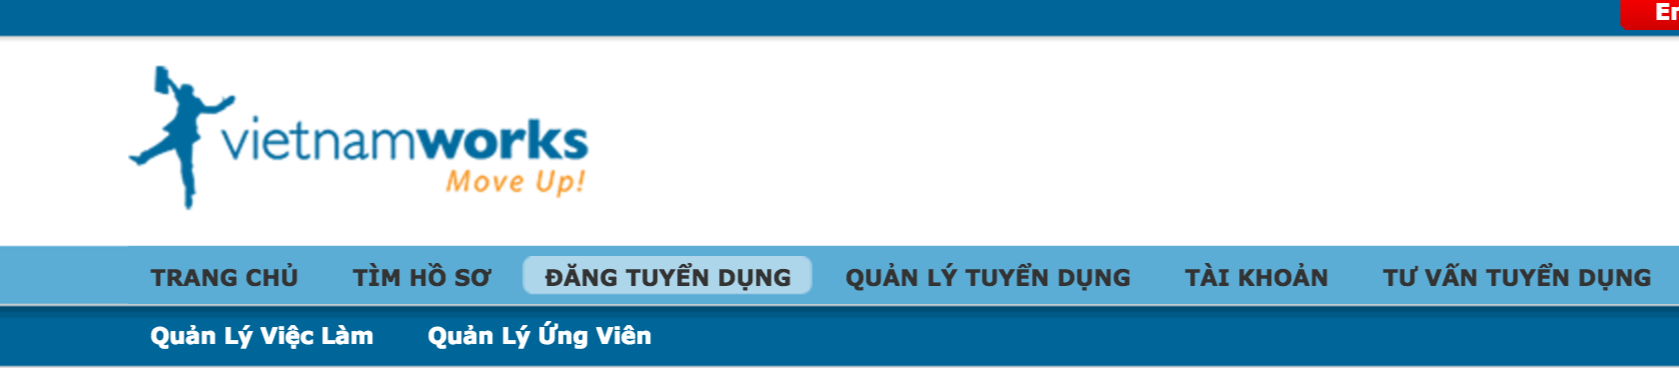 vietnamworks
Move Up!
TRANG CHỦ TÌM HỒ SƠ ĐĂNG TUYỂN DỤNG QUẢN LÝ TUYỂN DỤNG TÀI KHOẢN TƯ VẤN TUYỂN DỤNG
Quản Lý Việc Làm Quản Lý Ứng Viên